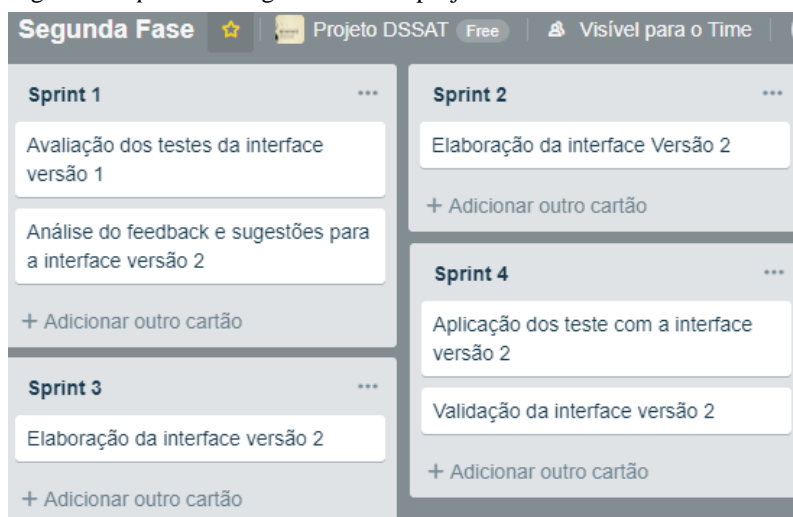 Segunda Fase Projeto DSSAT Free Visível para o Time
Sprint 1
Avaliação dos testes da interface
versão 1
Análise do feedback e sugestões para
a interface versão 2
+ Adicionar outro cartão
Sprint 2
Elaboração da interface Versão 2
+ Adicionar outro cartão
Sprint 3
Elaboração da interface versão 2
+ Adicionar outro cartão
Sprint 4
Aplicação dos teste com a interface
versão 2
Validação da interface versão 2
+ Adicionar outro cartão